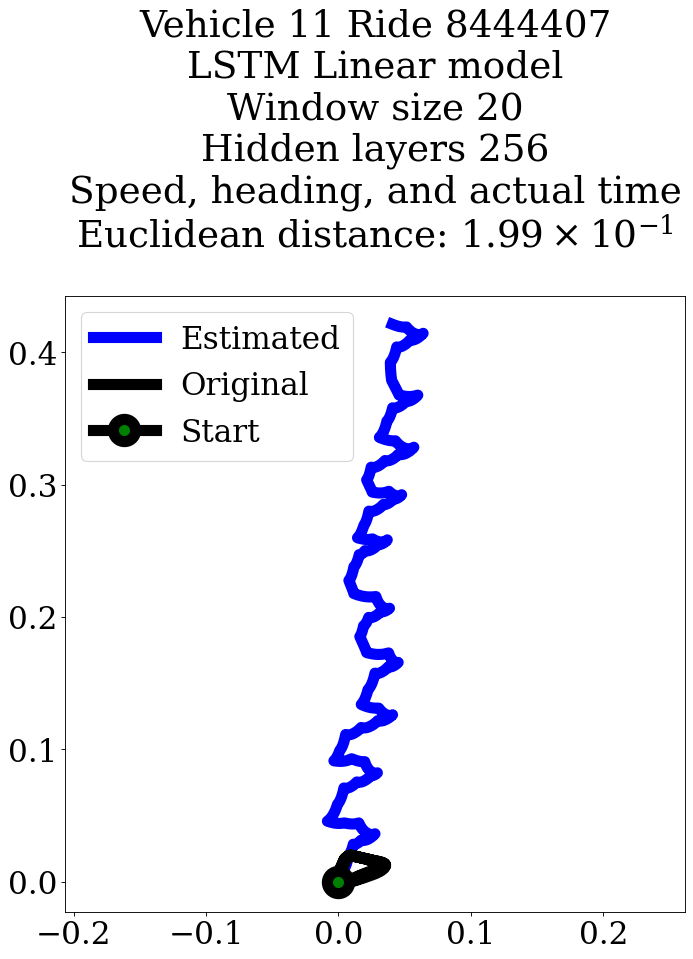 Vehicle 11 Ride 8444407
LSTM Linear model
Window size 20
Hidden layers 256
Speed, heading, and actual time
Euclidean distance: 1.99 × 10⁻¹
Estimated
Original
Start
0.4
0.3
0.2
0.1
0.0
−0.2
−0.1
0.0
0.1
0.2